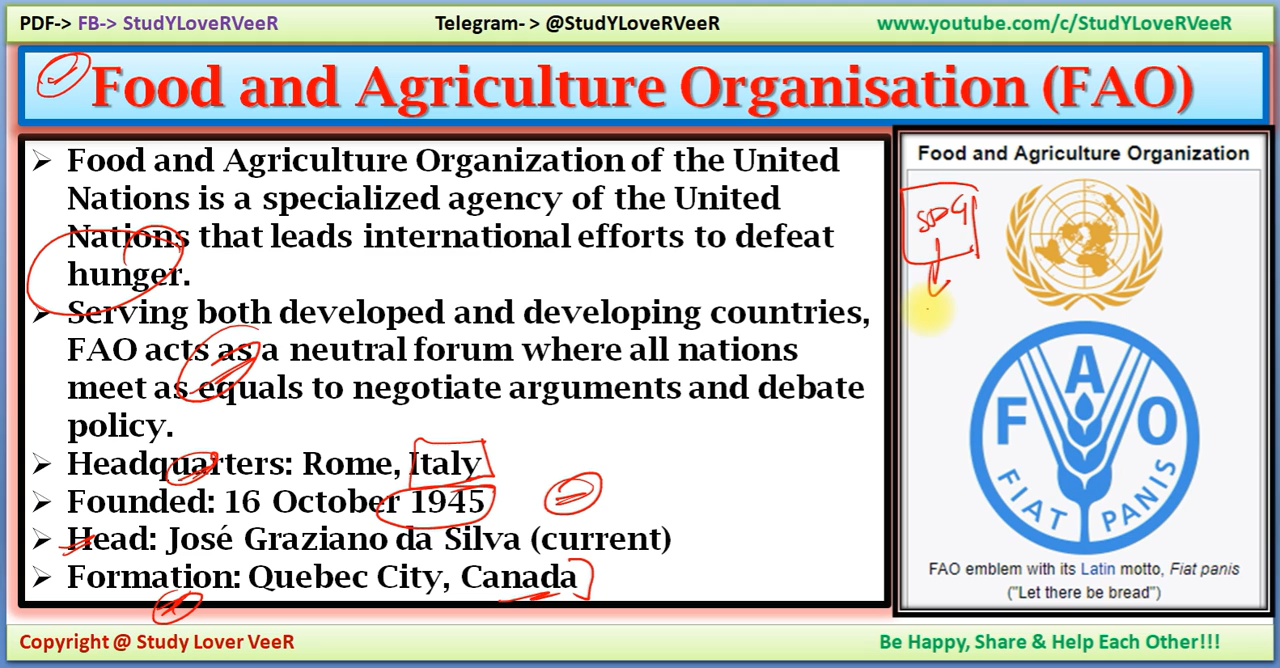 PDF-> FB-> StudYLoveRVeeR
Telegram- > @StudYLoveRVeeR
www.youtube.com/c/StudYLoveRVeeR
Food and Agriculture Organisation (FAO)
➢ Food and Agriculture Organization of the United
Nations is a specialized agency of the United
Nations that leads international efforts to defeat
hunger.
➢ Serving both developed and developing countries,
FAO acts as a neutral forum where all nations
meet as equals to negotiate arguments and debate
policy.
➢ Headquarters: Rome, Italy
➢ Founded: 16 October 1945
➢ Head: José Graziano da Silva (current)
➢ Formation: Quebec City, Canada
Food and Agriculture Organization
SDG
F A O
FIAT PANIS
FAO emblem with its Latin motto, Fiat panis
("Let there be bread")
Copyright @ Study Lover VeeR
Be Happy, Share & Help Each Other!!!